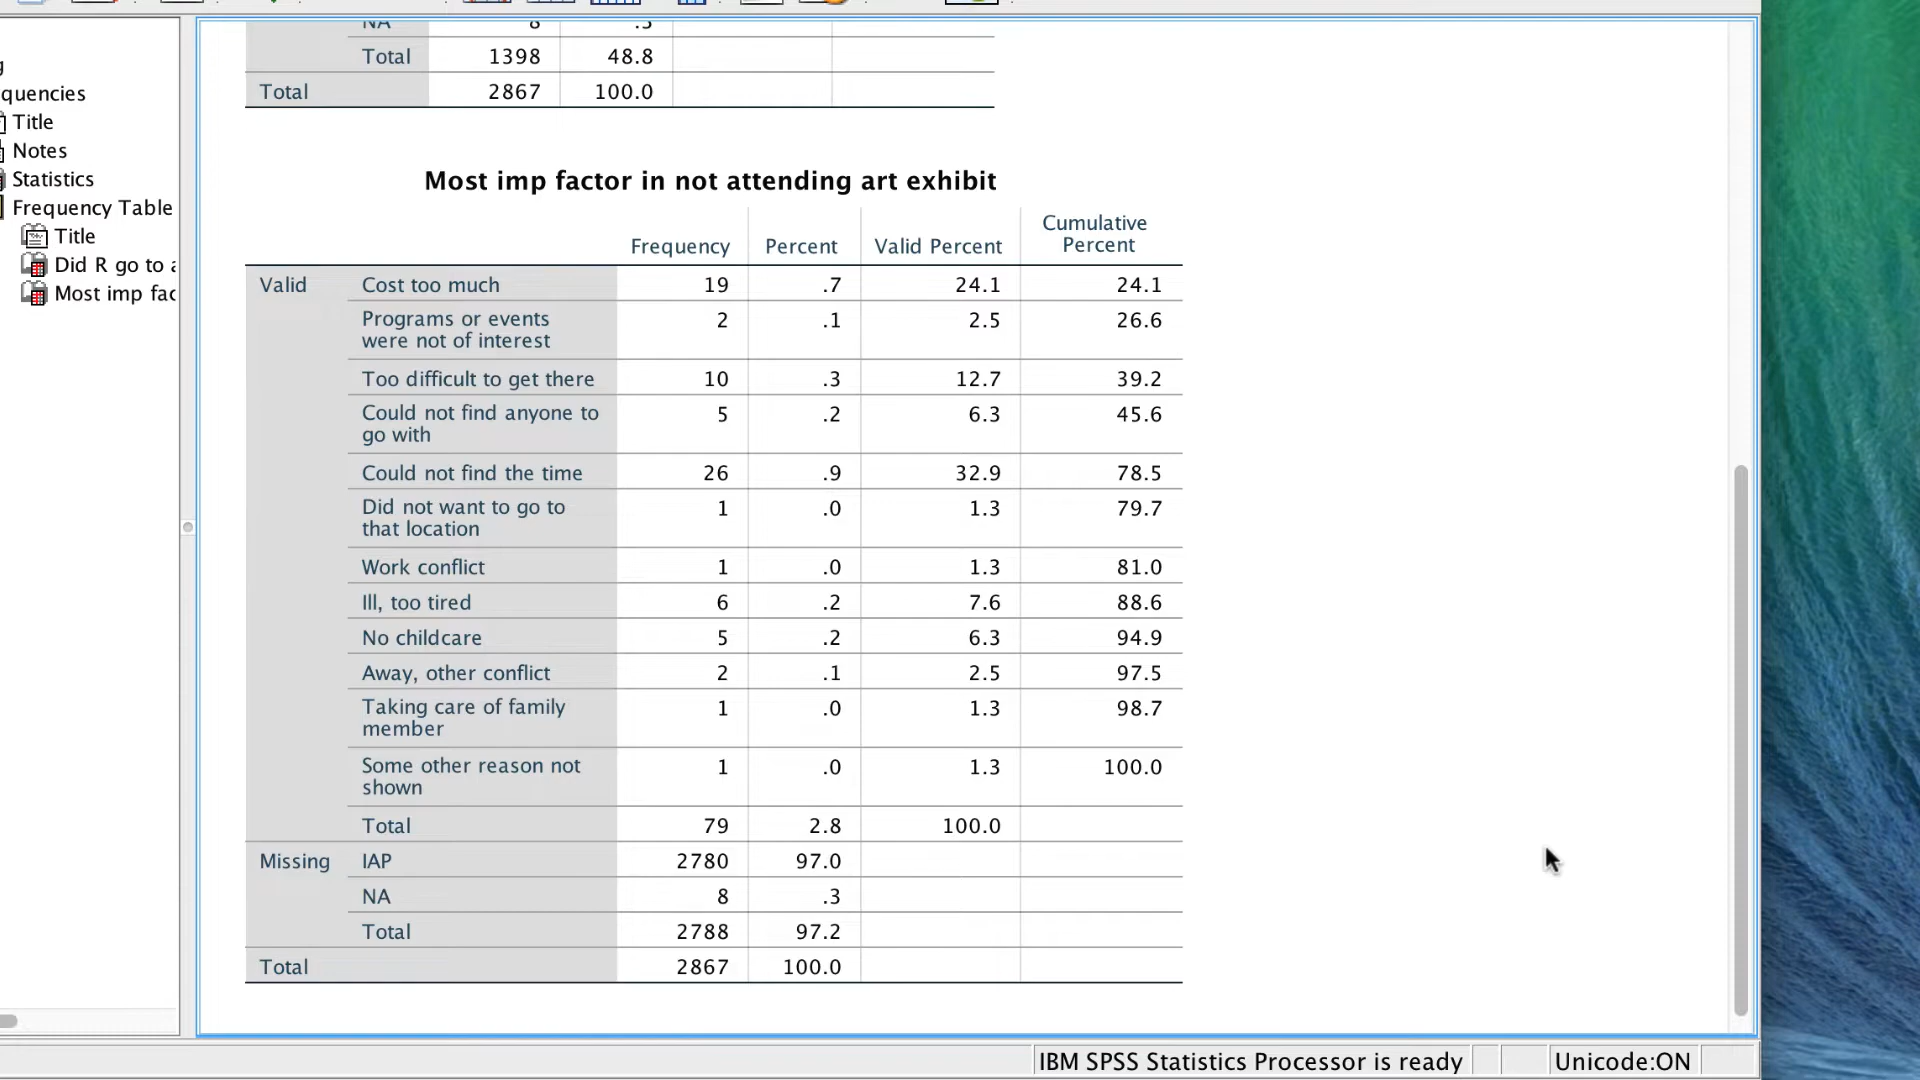 Total 1398 48.8
Total 2867 100.0
quencies
Title
Notes
Statistics
Frequency Table
Title
Did R go to a
Most imp fac
Most imp factor in not attending art exhibit
Frequency Percent Valid Percent Cumulative Percent
Valid Cost too much 19 .7 24.1 24.1
Programs or events 2 .1 2.5 26.6
were not of interest
Too difficult to get there 10 .3 12.7 39.2
Could not find anyone to 5 .2 6.3 45.6
go with
Could not find the time 26 .9 32.9 78.5
Did not want to go to 1 .0 1.3 79.7
that location
Work conflict 1 .0 1.3 81.0
Ill, too tired 6 .2 7.6 88.6
No childcare 5 .2 6.3 94.9
Away, other conflict 2 .1 2.5 97.5
Taking care of family 1 .0 1.3 98.7
member
Some other reason not 1 .0 1.3 100.0
shown
Total 79 2.8 100.0
Missing IAP 2780 97.0
NA 8 .3
Total 2788 97.2
Total 2867 100.0
IBM SPSS Statistics Processor is ready
Unicode:ON